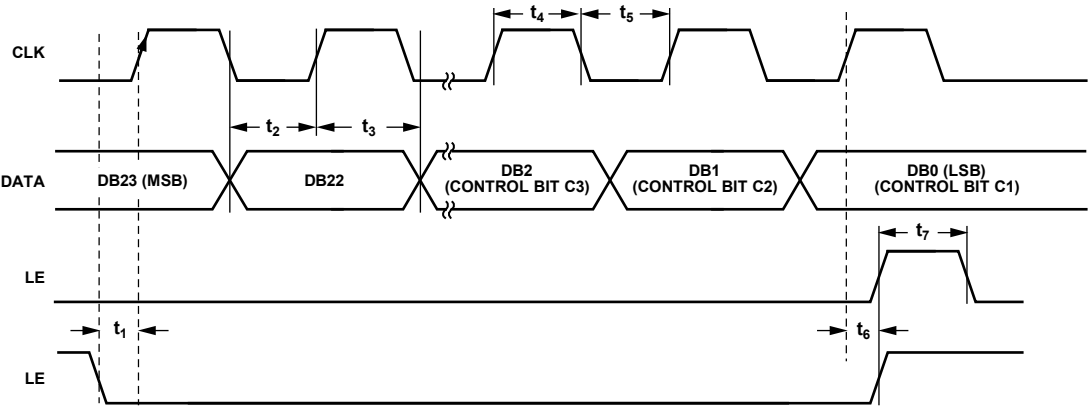 t4 t5
CLK
t2 t3
DATA
DB23 (MSB)
DB22
DB2
(CONTROL BIT C3)
DB1
(CONTROL BIT C2)
DB0 (LSB)
(CONTROL BIT C1)
t7
LE
t1
t6
LE